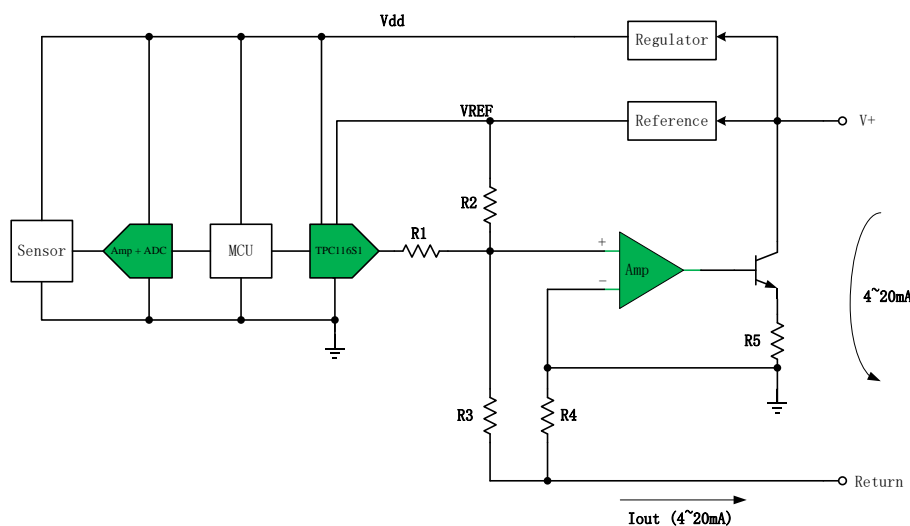 Vdd
Regulator
VREF
Reference
V+
R2
R1
Sensor
Amp + ADC
MCU
TPC116S1
+
Amp
−
4~20mA
R5
R3
R4
Return
Iout (4~20mA)